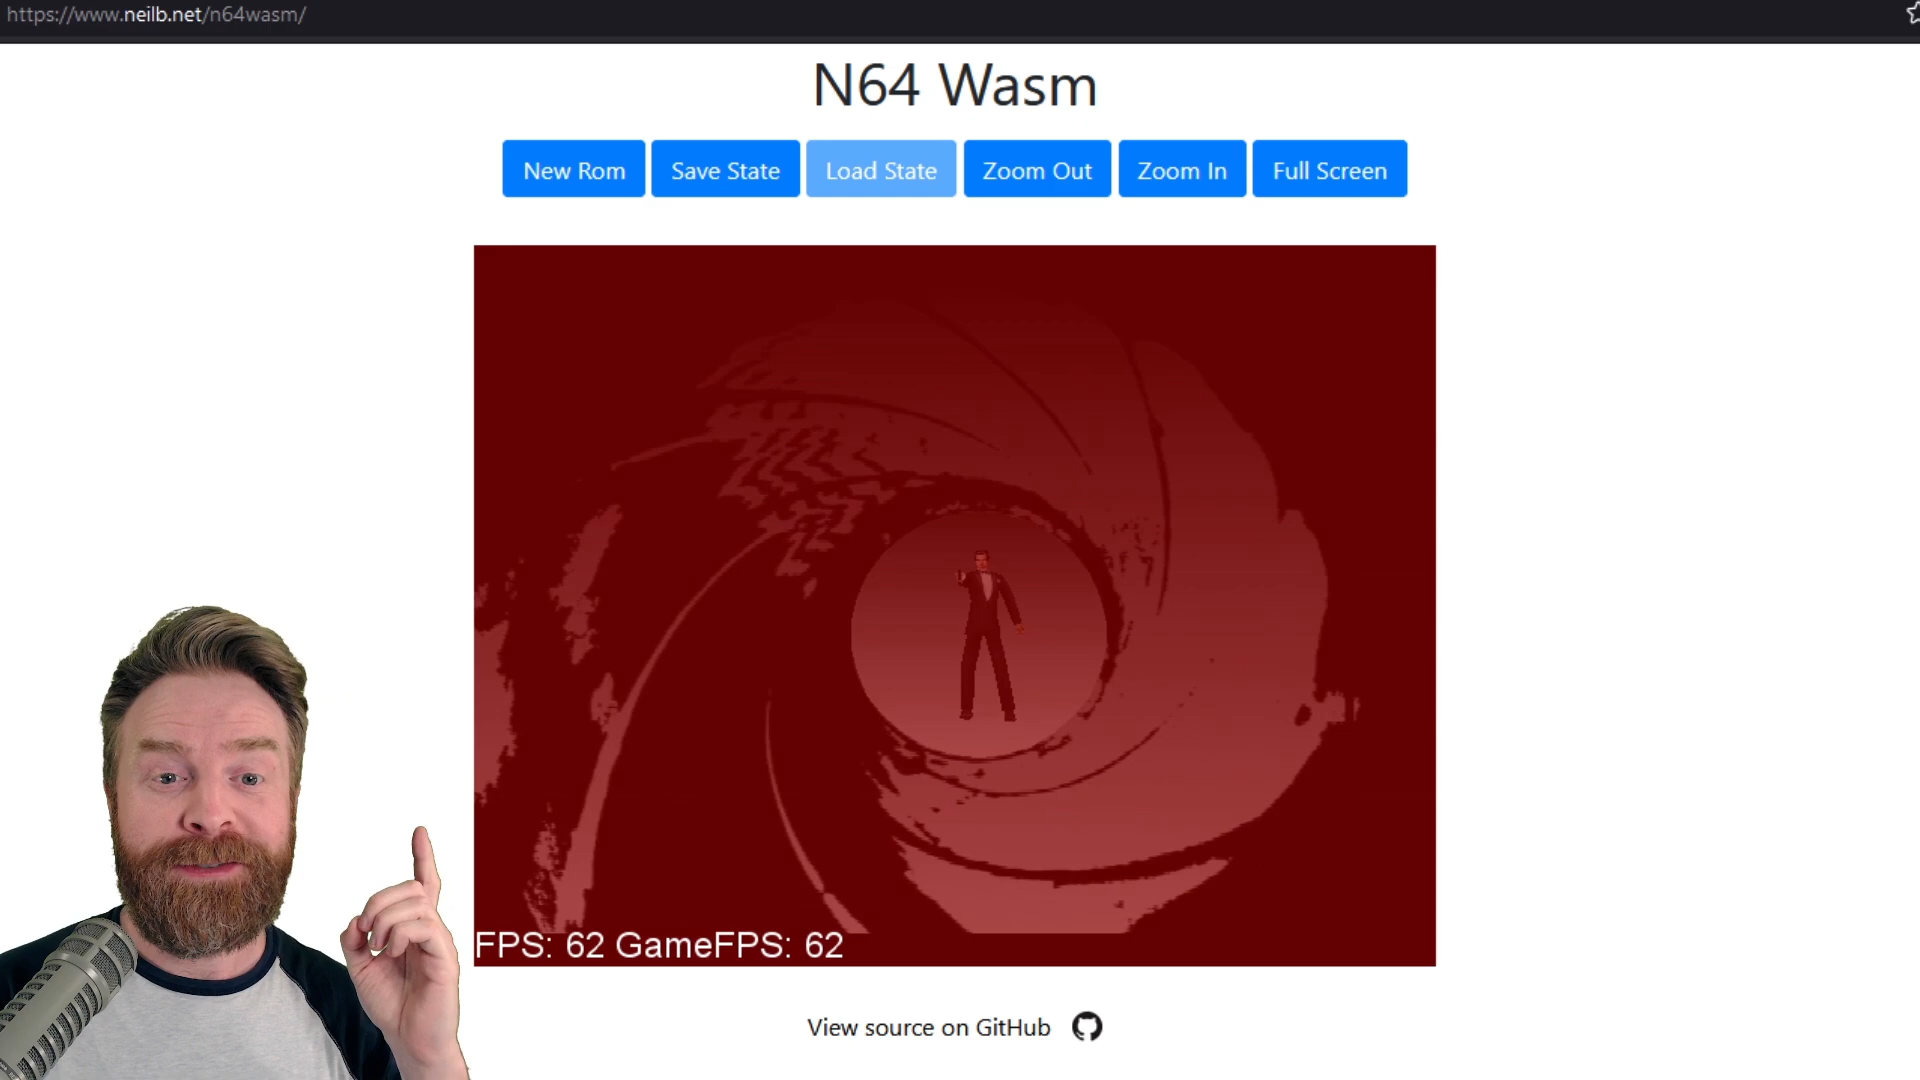 https://www.neilb.net/n64wasm/
N64 Wasm
New Rom Save State Load State Zoom Out Zoom In Full Screen
FPS: 62 GameFPS: 62
View source on GitHub